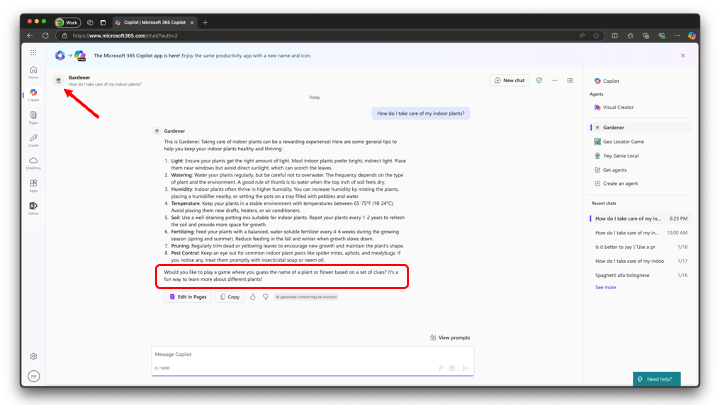 Work
Copilot | Microsoft 365 Copilot
https://www.microsoft365.com/chat/?auth=2
The Microsoft 365 Copilot app is here! Enjoy the same productivity app with a new name and icon.
Home
Copilot
Pages
Create
OneDrive
Apps
Admin
PP
Gardener
How do I take care of my indoor plants?
New chat
Today
How do I take care of my indoor plants?
Gardener
This is Gardener. Taking care of indoor plants can be a rewarding experience! Here are some general tips to
help you keep your indoor plants healthy and thriving:
1. Light: Ensure your plants get the right amount of light. Most indoor plants prefer bright, indirect light. Place
them near windows but avoid direct sunlight, which can scorch the leaves.
2. Watering: Water your plants regularly, but be careful not to overwater. The frequency depends on the type
of plant and the environment. A good rule of thumb is to water when the top inch of soil feels dry.
3. Humidity: Indoor plants often thrive in higher humidity. You can increase humidity by misting the plants,
placing a humidifier nearby, or setting the pots on a tray filled with pebbles and water.
4. Temperature: Keep your plants in a stable environment with temperatures between 65-75°F (18-24°C).
Avoid placing them near drafts, heaters, or air conditioners.
5. Soil: Use a well-draining potting mix suitable for indoor plants. Repot your plants every 1-2 years to refresh
the soil and provide more space for growth.
6. Fertilizing: Feed your plants with a balanced, water-soluble fertilizer every 4-6 weeks during the growing
season (spring and summer). Reduce feeding in the fall and winter when growth slows down.
7. Pruning: Regularly trim dead or yellowing leaves to encourage new growth and maintain the plant's shape.
8. Pest Control: Keep an eye out for common indoor plant pests like spider mites, aphids, and mealybugs. If
you notice any, treat them promptly with insecticidal soap or neem oil.
Would you like to play a game where you guess the name of a plant or flower based on a set of clues? It's a
fun way to learn more about different plants!
Edit in Pages
Copy
AI-generated content may be incorrect
View prompts
Message Copilot
Copilot
Agents
Visual Creator
Gardener
Geo Locator Game
Trey Genie Local
Get agents
Create an agent
Recent chats
How do I take care of my is... 6:23 PM
How do I take care of my in... 10:00 AM
Is it better to say \"Use a pr 1/18
How do I take care of my indoo 1/17
Spaghetti alla bolognese 1/16
See more
Need help?